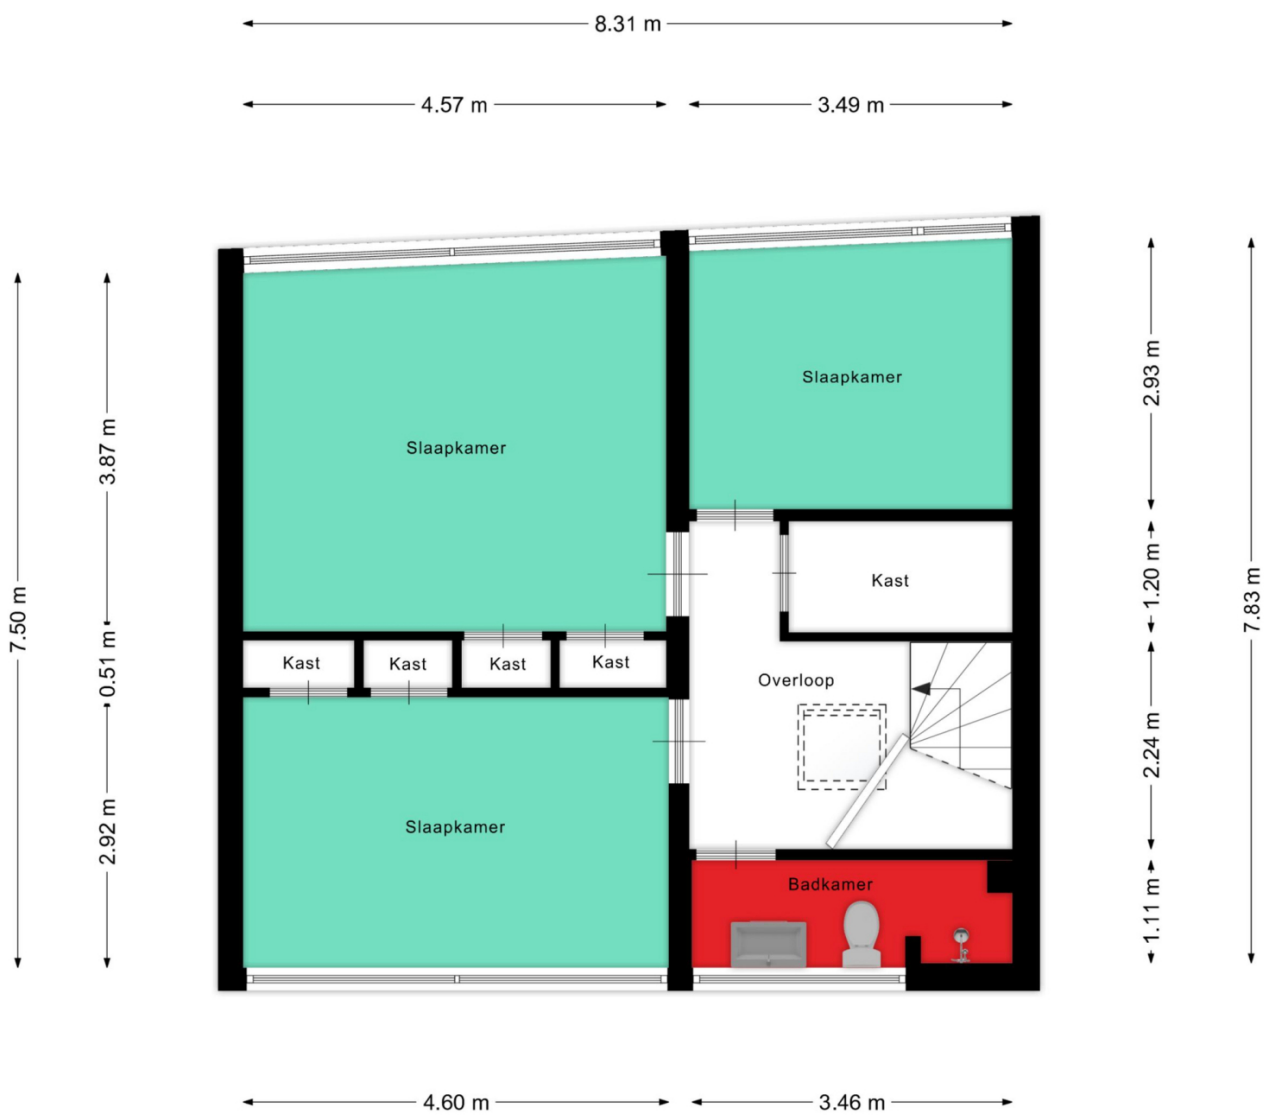 8.31 m
4.57 m
3.49 m
Slaapkamer
Slaapkamer
2.93 m
3.87 m
7.50 m
Kast
1.20 m
7.83 m
Kast
Kast
Kast
Kast
0.51 m
Overloop
2.24 m
Slaapkamer
2.92 m
Badkamer
1.11 m
4.60 m
3.46 m